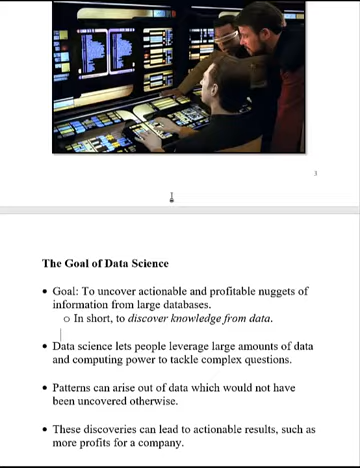 3
The Goal of Data Science
• Goal: To uncover actionable and profitable nuggets of
information from large databases.
o In short, to discover knowledge from data.
• Data science lets people leverage large amounts of data
and computing power to tackle complex questions.
• Patterns can arise out of data which would not have
been uncovered otherwise.
• These discoveries can lead to actionable results, such as
more profits for a company.